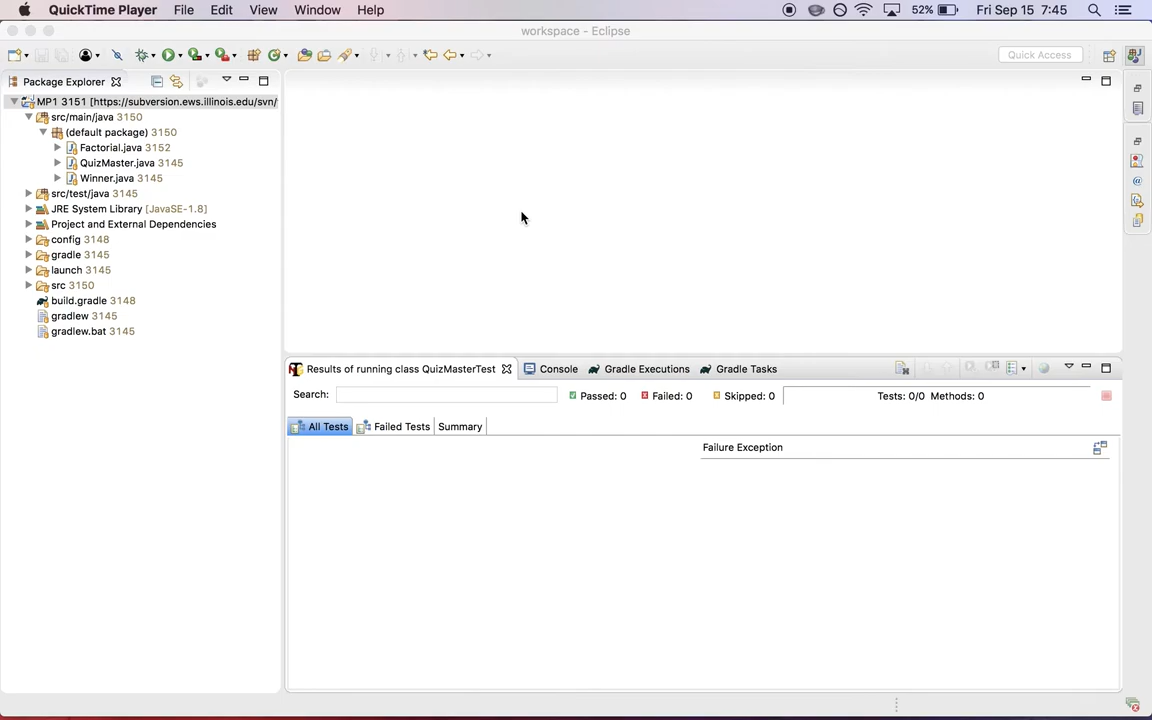 QuickTime Player File Edit View Window Help 52% Fri Sep 15 7:45
workspace - Eclipse
Quick Access
Package Explorer
MP1 3151 [https://subversion.ews.illinois.edu/svn/
src/main/java 3150
(default package) 3150
Factorial.java 3152
QuizMaster.java 3145
Winner.java 3145
src/test/java 3145
JRE System Library [JavaSE-1.8]
Project and External Dependencies
config 3148
gradle 3145
launch 3145
src 3150
build.gradle 3148
gradlew 3145
gradlew.bat 3145
Results of running class QuizMasterTest Console Gradle Executions Gradle Tasks
Search: Passed: 0 Failed: 0 Skipped: 0 Tests: 0/0 Methods: 0
All Tests Failed Tests Summary
Failure Exception